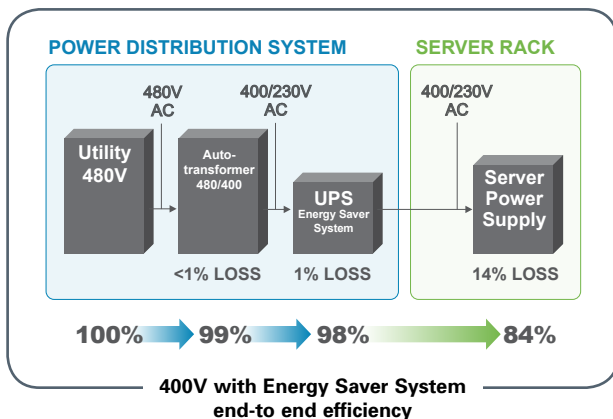 POWER DISTRIBUTION SYSTEM
SERVER RACK
480V
AC
400/230V
AC
400/230V
AC
Utility
480V
Auto-
transformer
480/400
UPS
Energy Saver
System
Server
Power
Supply
<1% LOSS
1% LOSS
14% LOSS
100%
99%
98%
84%
400V with Energy Saver System
end-to end efficiency